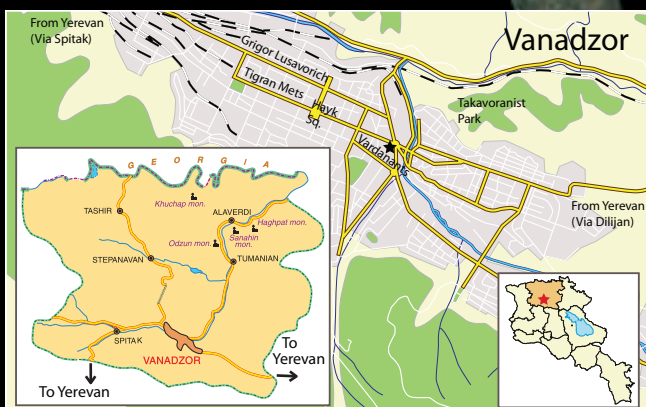 From Yerevan
(Via Spitak)
Vanadzor
Grigor Lusavorich
Tigran Mets
Hayk
Sq.
Takavoranist
Park
Vardanants
From Yerevan
(Via Dilijan)
GEORGIA
Khuchap mon.
TASHIR
ALAVERDI
Haghpat mon.
Sanahin
mon.
Odzun mon.
STEPANAVAN
TUMANIAN
SPITAK
VANADZOR
To
Yerevan
To Yerevan